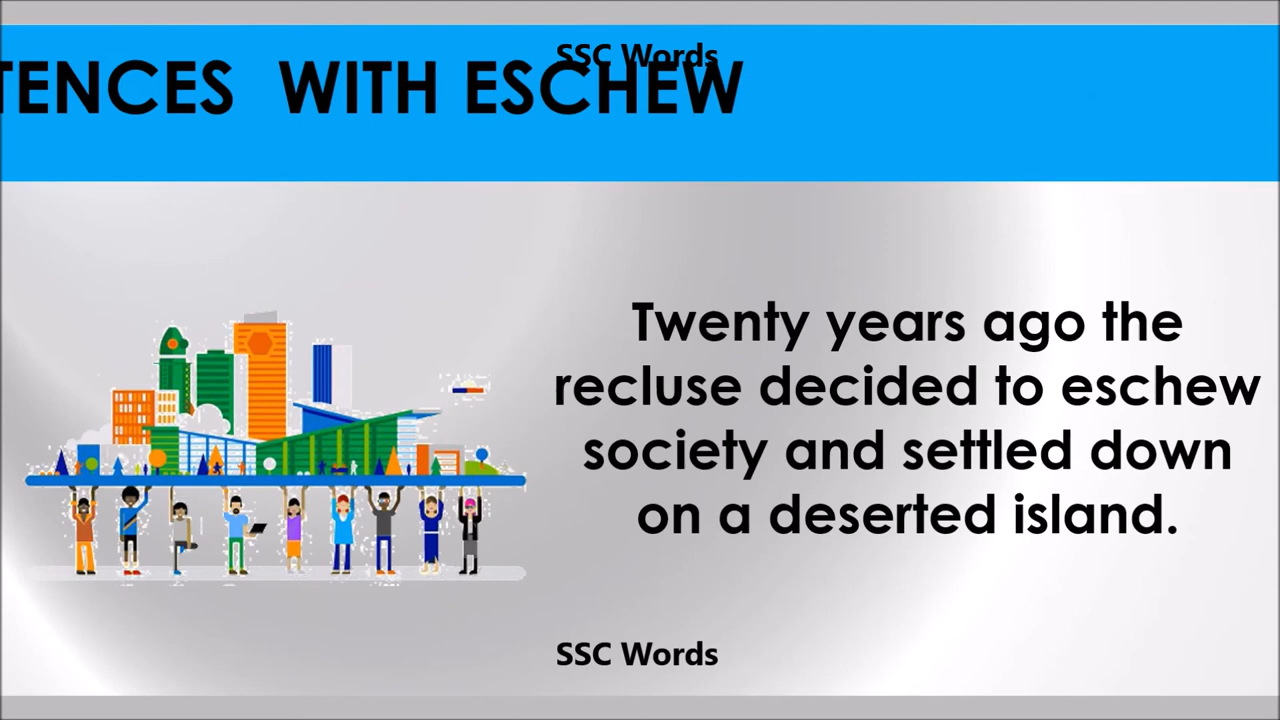 SSC Words
TENCES WITH ESCHEW
Twenty years ago the
recluse decided to eschew
society and settled down
on a deserted island.
SSC Words